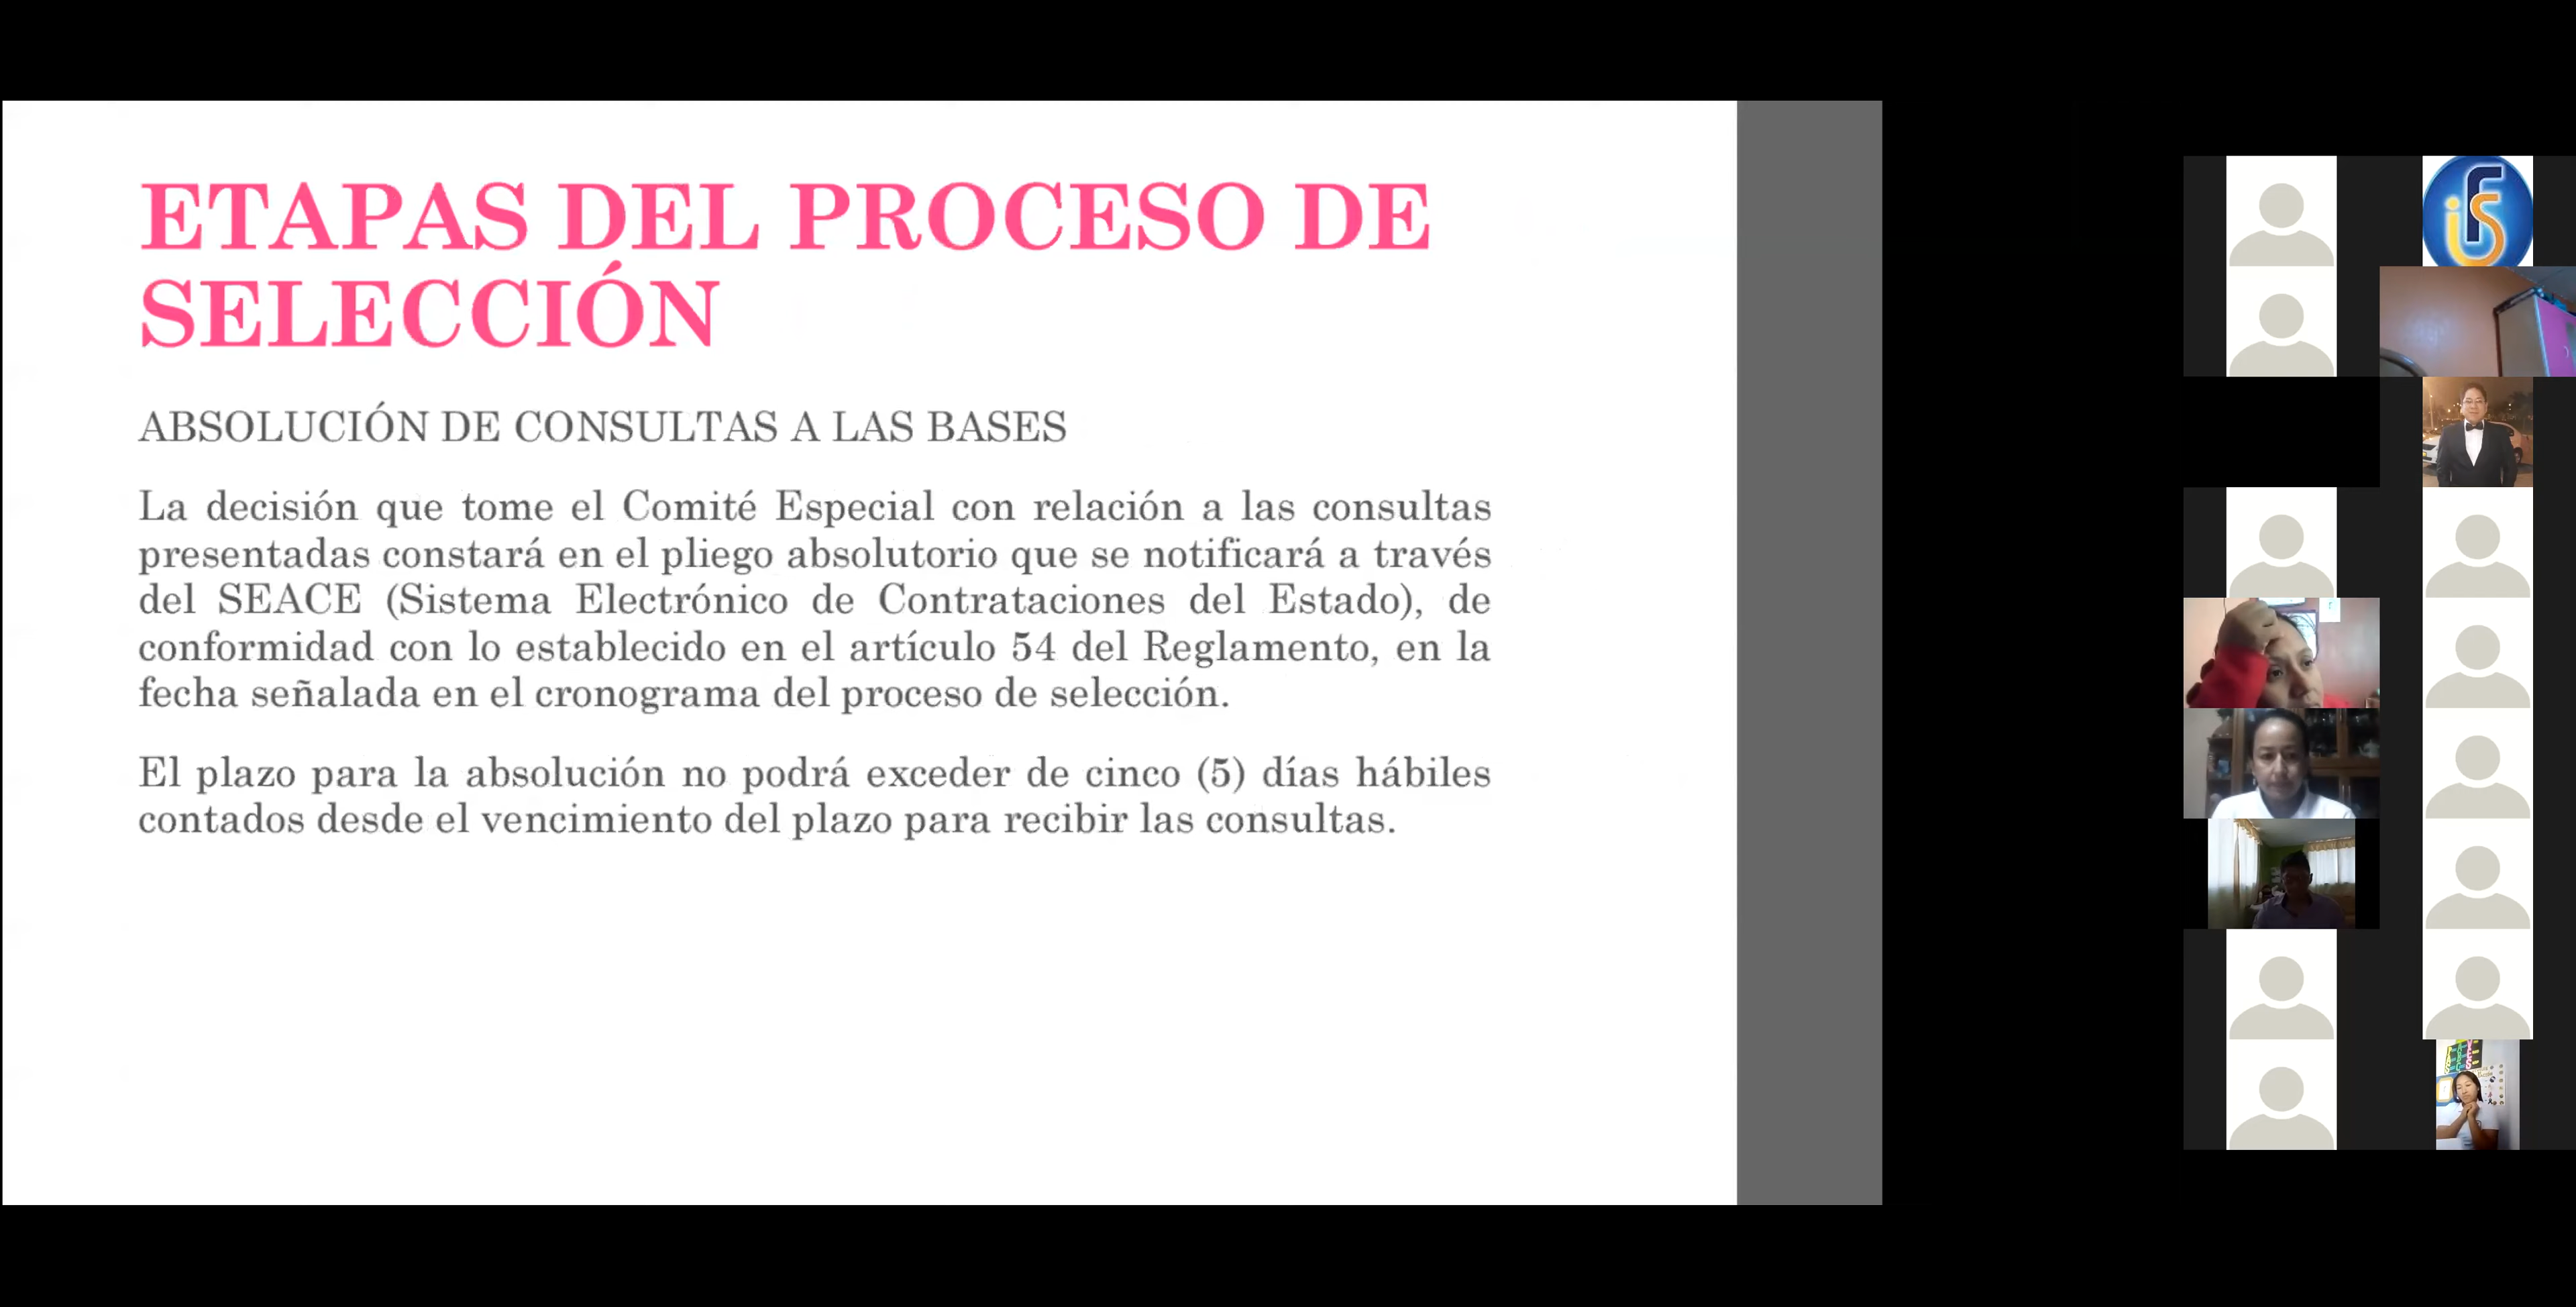 ETAPAS DEL PROCESO DE
SELECCIÓN
ABSOLUCIÓN DE CONSULTAS A LAS BASES
La decisión que tome el Comité Especial con relación a las consultas
presentadas constará en el pliego absolutorio que se notificará a través
del SEACE (Sistema Electrónico de Contrataciones del Estado), de
conformidad con lo establecido en el artículo 54 del Reglamento, en la
fecha señalada en el cronograma del proceso de selección.
El plazo para la absolución no podrá exceder de cinco (5) días hábiles
contados desde el vencimiento del plazo para recibir las consultas.